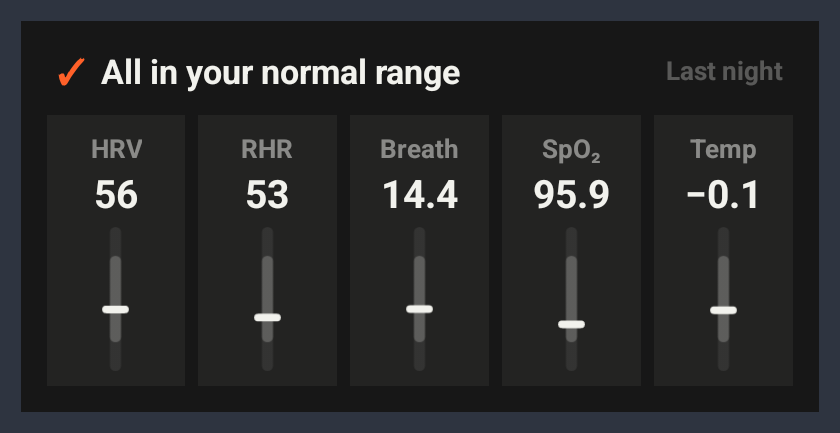 ✓ All in your normal range
Last night
HRV
56
RHR
53
Breath
14.4
SpO₂
95.9
Temp
−0.1